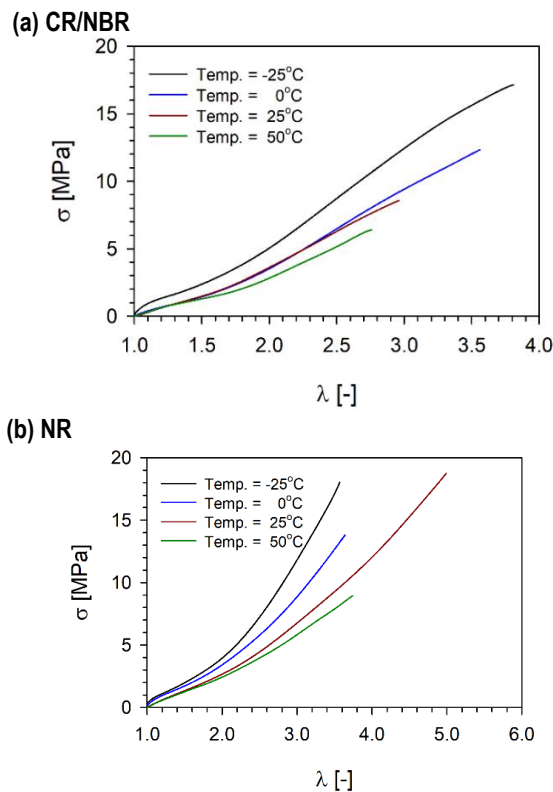 (a) CR/NBR
20
15
10
5
0
σ [MPa]
Temp. = -25°C
Temp. = 0°C
Temp. = 25°C
Temp. = 50°C
1.0 1.5 2.0 2.5 3.0 3.5 4.0
λ [-]
(b) NR
20
15
10
5
0
σ [MPa]
Temp. = -25°C
Temp. = 0°C
Temp. = 25°C
Temp. = 50°C
1.0 2.0 3.0 4.0 5.0 6.0
λ [-]